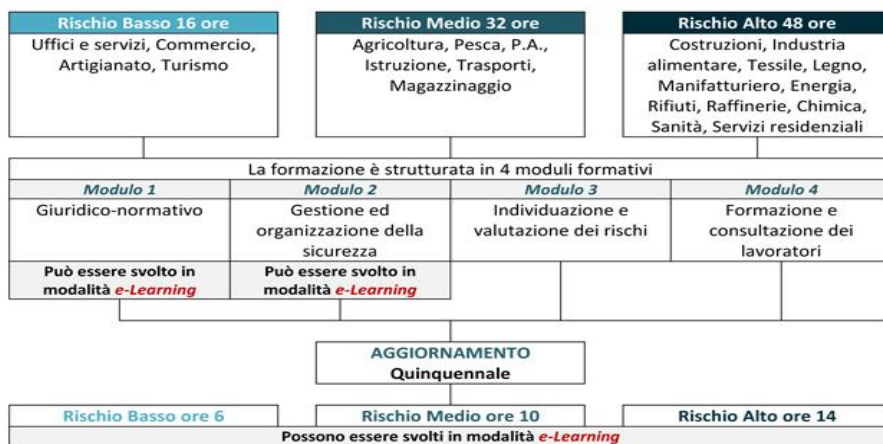 Rischio Basso 16 ore
Uffici e servizi, Commercio,
Artigianato, Turismo
Rischio Medio 32 ore
Agricoltura, Pesca, P.A.,
Istruzione, Trasporti,
Magazzinaggio
Rischio Alto 48 ore
Costruzioni, Industria
alimentare, Tessile, Legno,
Manifatturiero, Energia,
Rifiuti, Raffinerie, Chimica,
Sanità, Servizi residenziali
La formazione è strutturata in 4 moduli formativi
Modulo 1
Giuridico-normativo
Può essere svolto in
modalità e-Learning
Modulo 2
Gestione ed
organizzazione della
sicurezza
Può essere svolto in
modalità e-Learning
Modulo 3
Individuazione e
valutazione dei rischi
Modulo 4
Formazione e
consultazione dei
lavoratori
AGGIORNAMENTO
Quinquennale
Rischio Basso ore 6
Rischio Medio ore 10
Rischio Alto ore 14
Possono essere svolti in modalità e-Learning